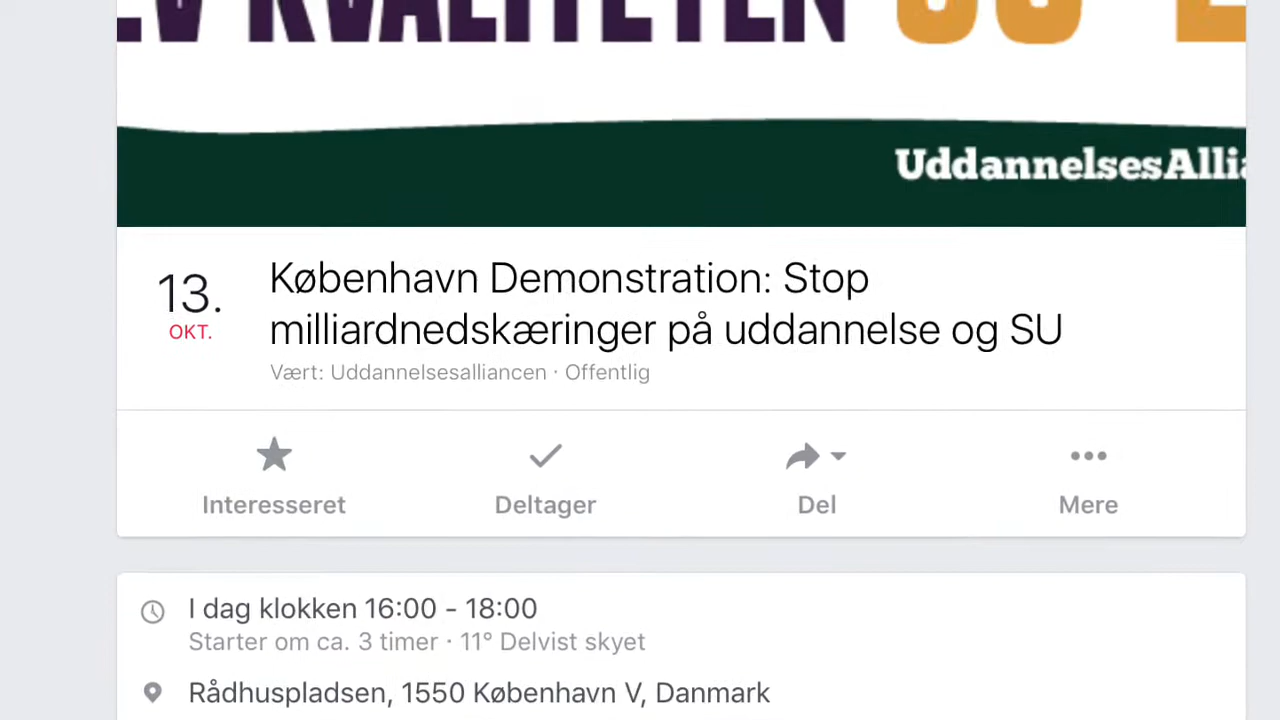 KVALITETEN
UddannelsesAlli
13.
OKT.
København Demonstration: Stop
milliardnedskæringer på uddannelse og SU
Vært: Uddannelsesalliancen · Offentlig
Interesseret
Deltager
Del
Mere
I dag klokken 16:00 - 18:00
Starter om ca. 3 timer · 11° Delvist skyet
Rådhuspladsen, 1550 København V, Danmark